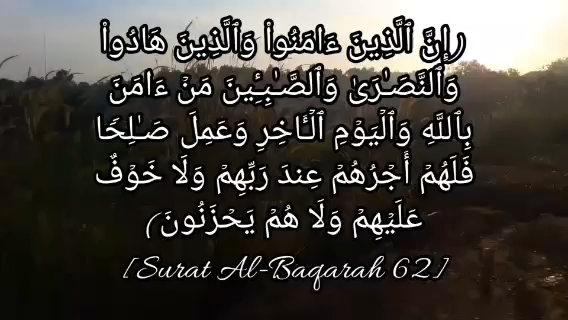 (إِنَّ ٱلَّذِينَ ءَامَنُوا۟ وَٱلَّذِينَ هَادُوا۟
وَٱلنَّصَـٰرَىٰ وَٱلصَّـٰبِـِٔينَ مَنْ ءَامَنَ
بِٱللَّهِ وَٱلْيَوْمِ ٱلْـَٔاخِرِ وَعَمِلَ صَـٰلِحًا
فَلَهُمْ أَجْرُهُمْ عِندَ رَبِّهِمْ وَلَا خَوْفٌ
عَلَيْهِمْ وَلَا هُمْ يَحْزَنُونَ)
[Surat Al-Baqarah 62]